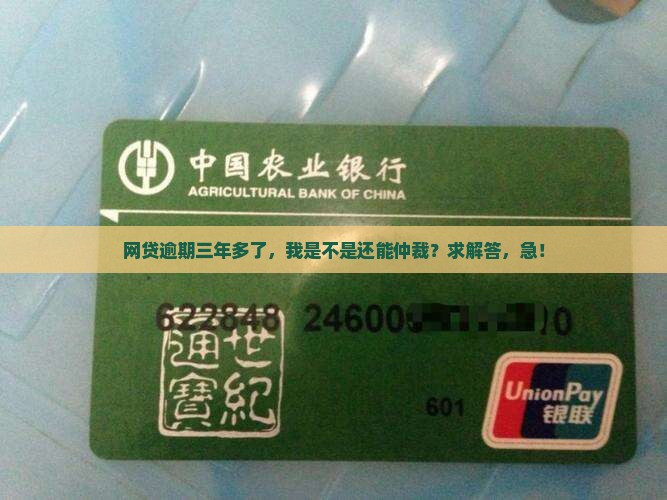 中国农业银行
AGRICULTURAL BANK OF CHINA
网贷逾期三年多了，我是不是还能仲裁？求解答，急！
622848 24600
0
世纪
通寶
601
UnionPay
银联